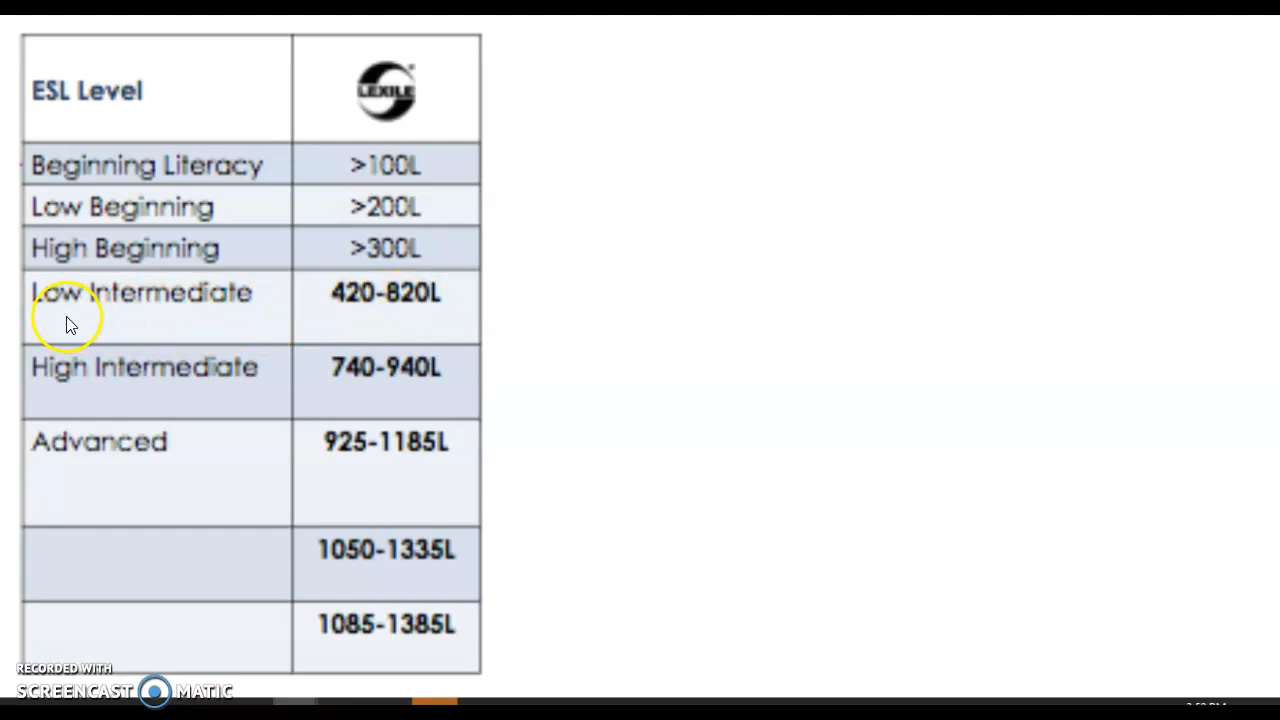 ESL Level
LEXILE
Beginning Literacy >100L
Low Beginning >200L
High Beginning >300L
Low Intermediate 420-820L
High Intermediate 740-940L
Advanced 925-1185L
1050-1335L
1085-1385L
RECORDED WITH
SCREENCAST MATIC